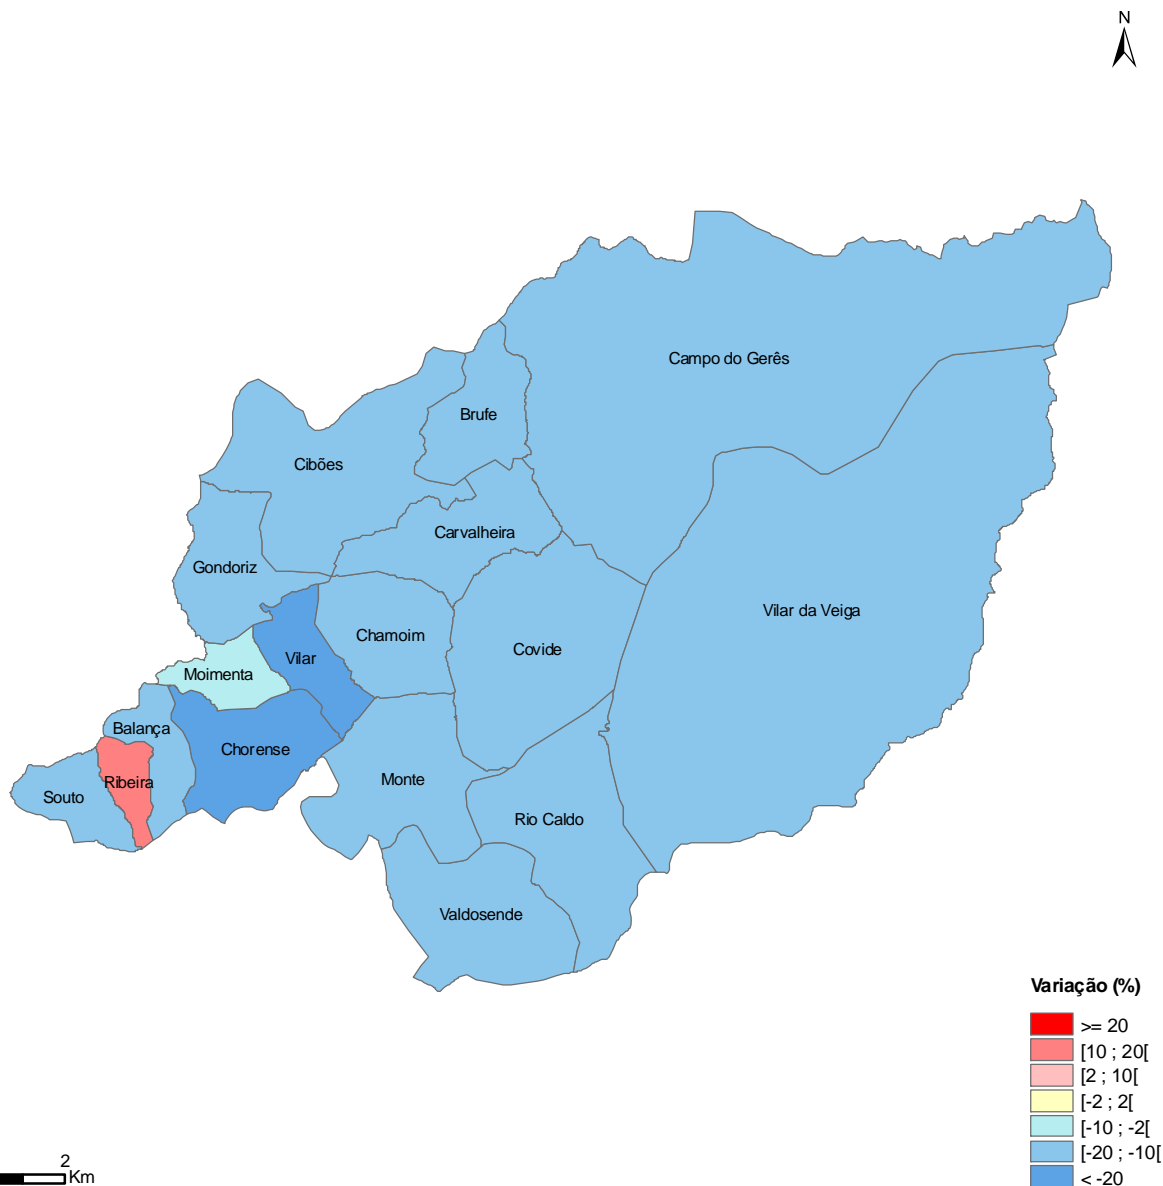 N
Campo do Gerês
Brufe
Cibões
Carvalheira
Gondoriz
Vilar da Veiga
Chamoim
Covide
Vilar
Moimenta
Balança
Chorense
Ribeira
Monte
Souto
Rio Caldo
Valdosende
Variação (%)
>= 20
[10 ; 20[
[2 ; 10[
[-2 ; 2[
[-10 ; -2[
[-20 ; -10[
< -20
2
Km